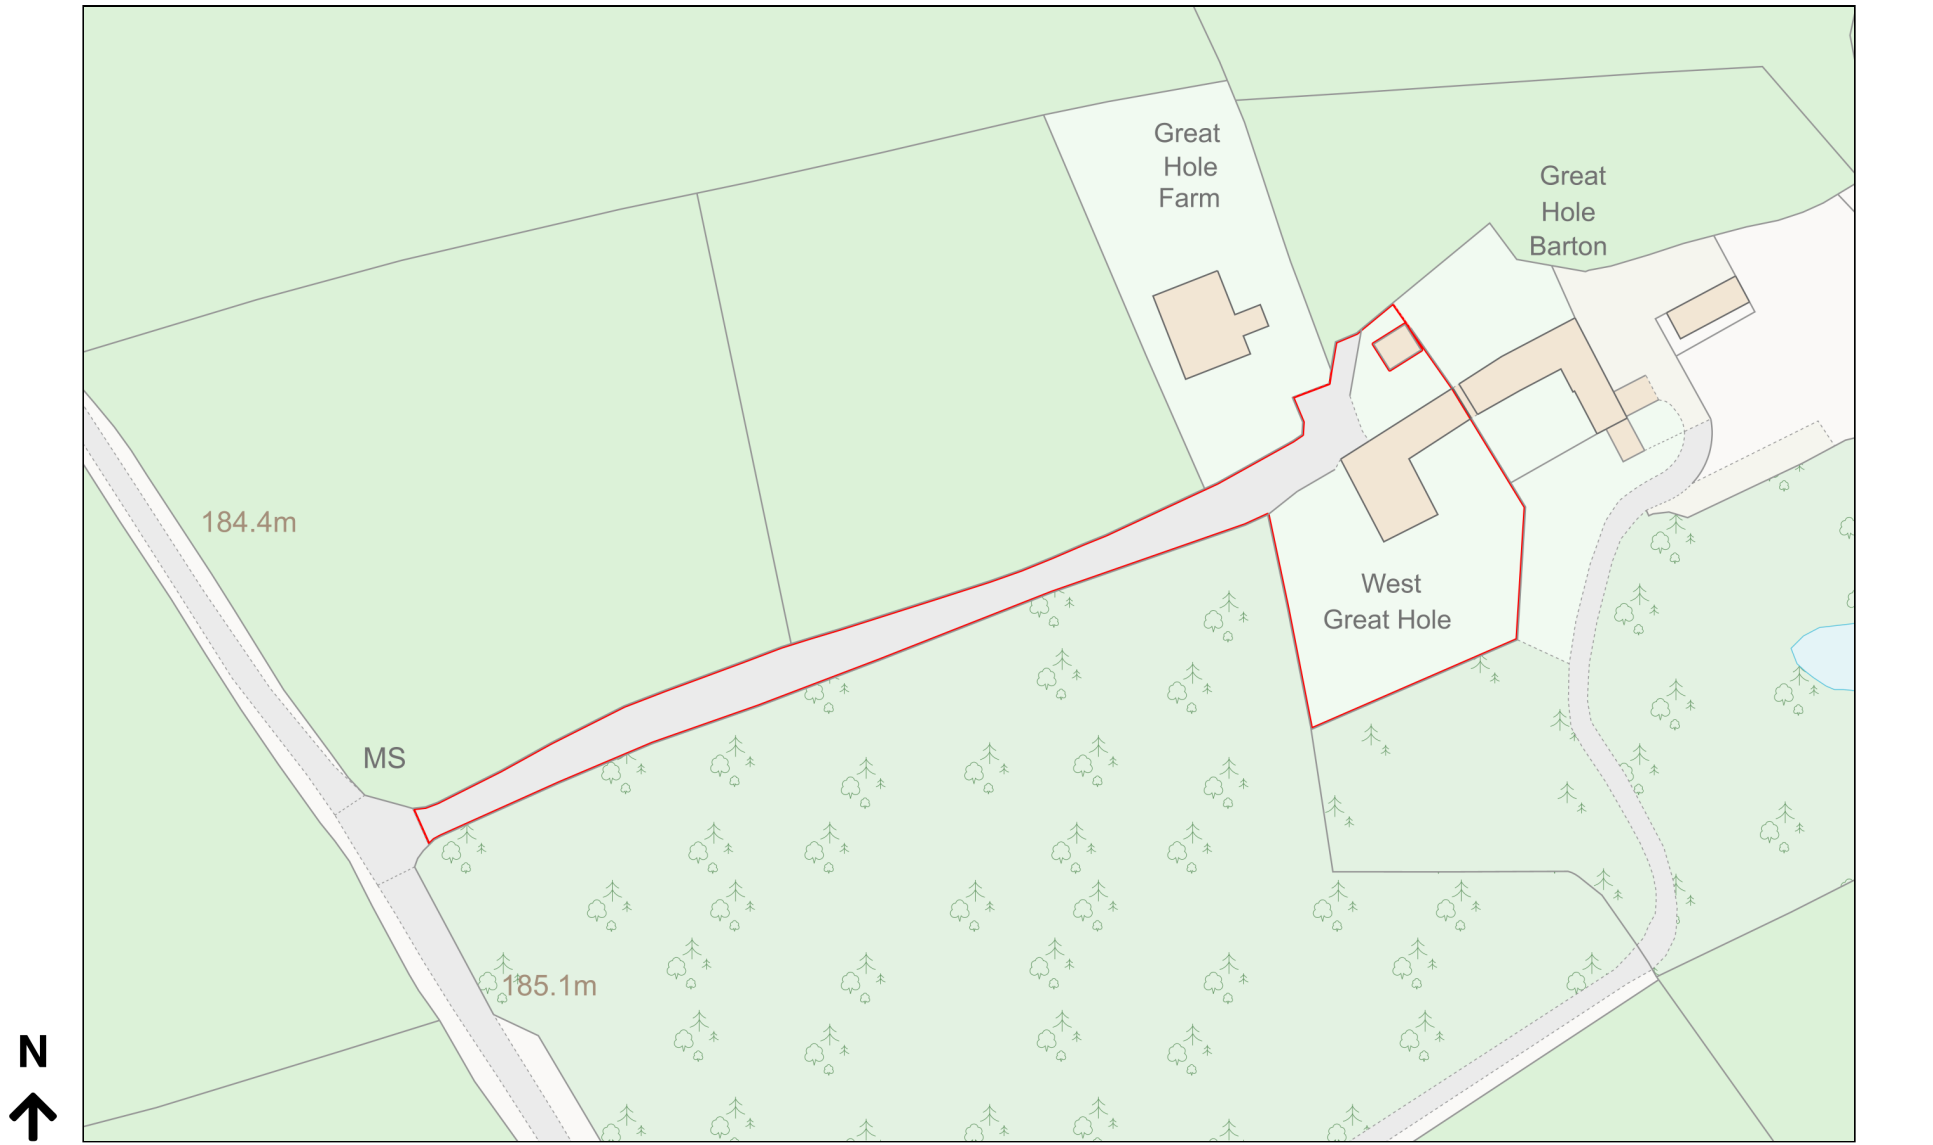 Great
Hole
Farm
Great
Hole
Barton
184.4m
West
Great Hole
MS
185.1m
N